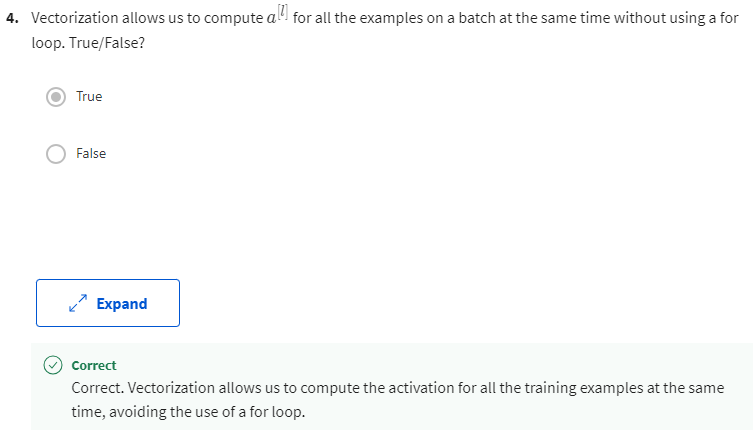 4. Vectorization allows us to compute a^[l] for all the examples on a batch at the same time without using a for
loop. True/False?
True
False
Expand
Correct
Correct. Vectorization allows us to compute the activation for all the training examples at the same
time, avoiding the use of a for loop.